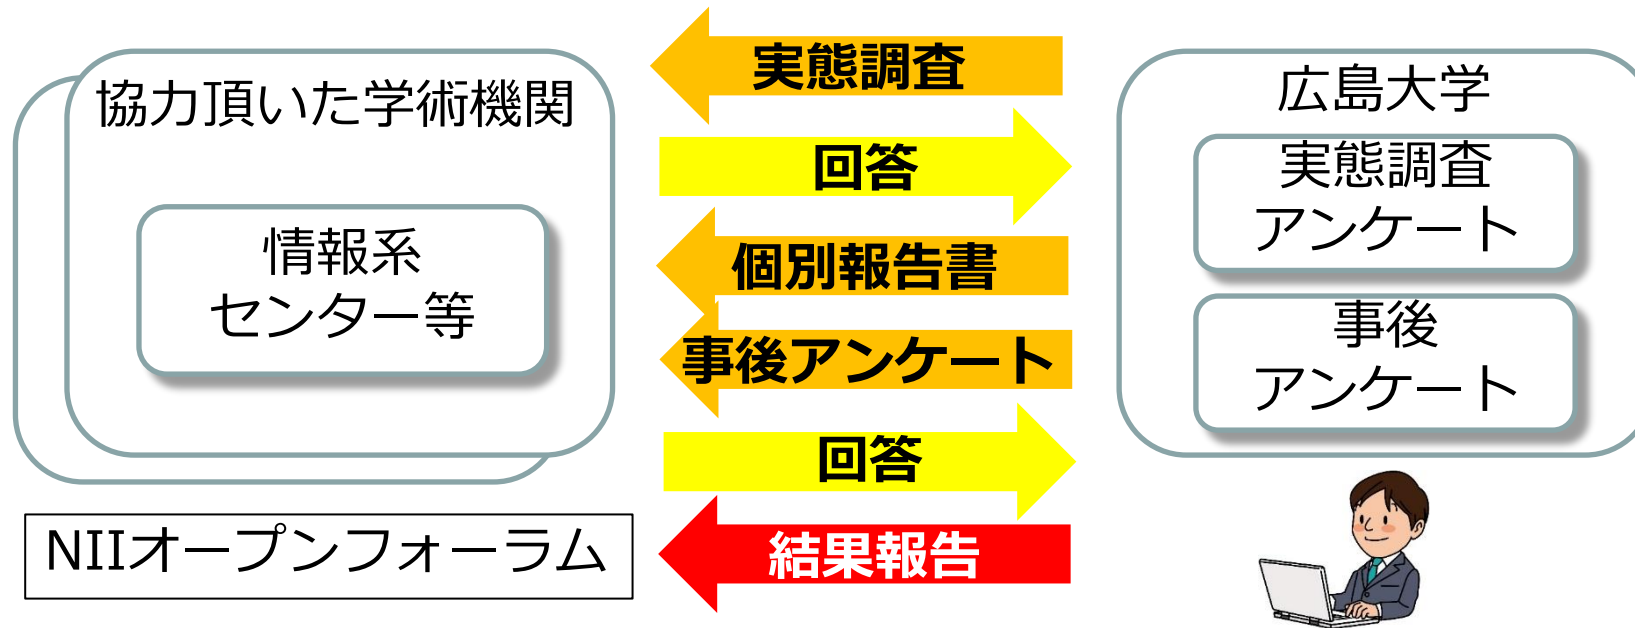 協力頂いた学術機関
情報系
センター等
NIIオープンフォーラム
実態調査
回答
個別報告書
事後アンケート
回答
結果報告
広島大学
実態調査
アンケート
事後
アンケート